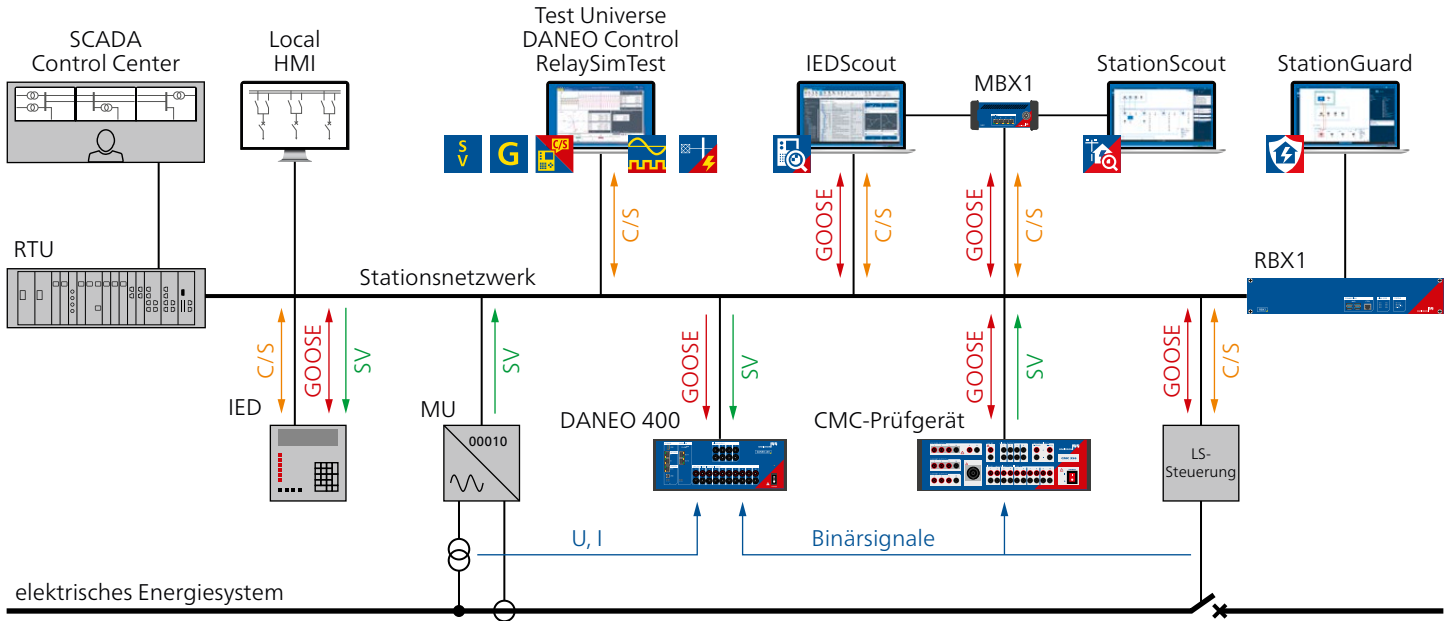 SCADA
Control Center
Local
HMI
Test Universe
DANEO Control
RelaySimTest
IEDScout
MBX1
StationScout
StationGuard
S
V
G
C/S
C/S
GOOSE
C/S
GOOSE
C/S
RTU
Stationsnetzwerk
RBX1
C/S
GOOSE
SV
SV
GOOSE
SV
GOOSE
SV
GOOSE
C/S
IED
MU
DANEO 400
CMC-Prüfgerät
00010
LS-
Steuerung
U, I
Binärsignale
elektrisches Energiesystem